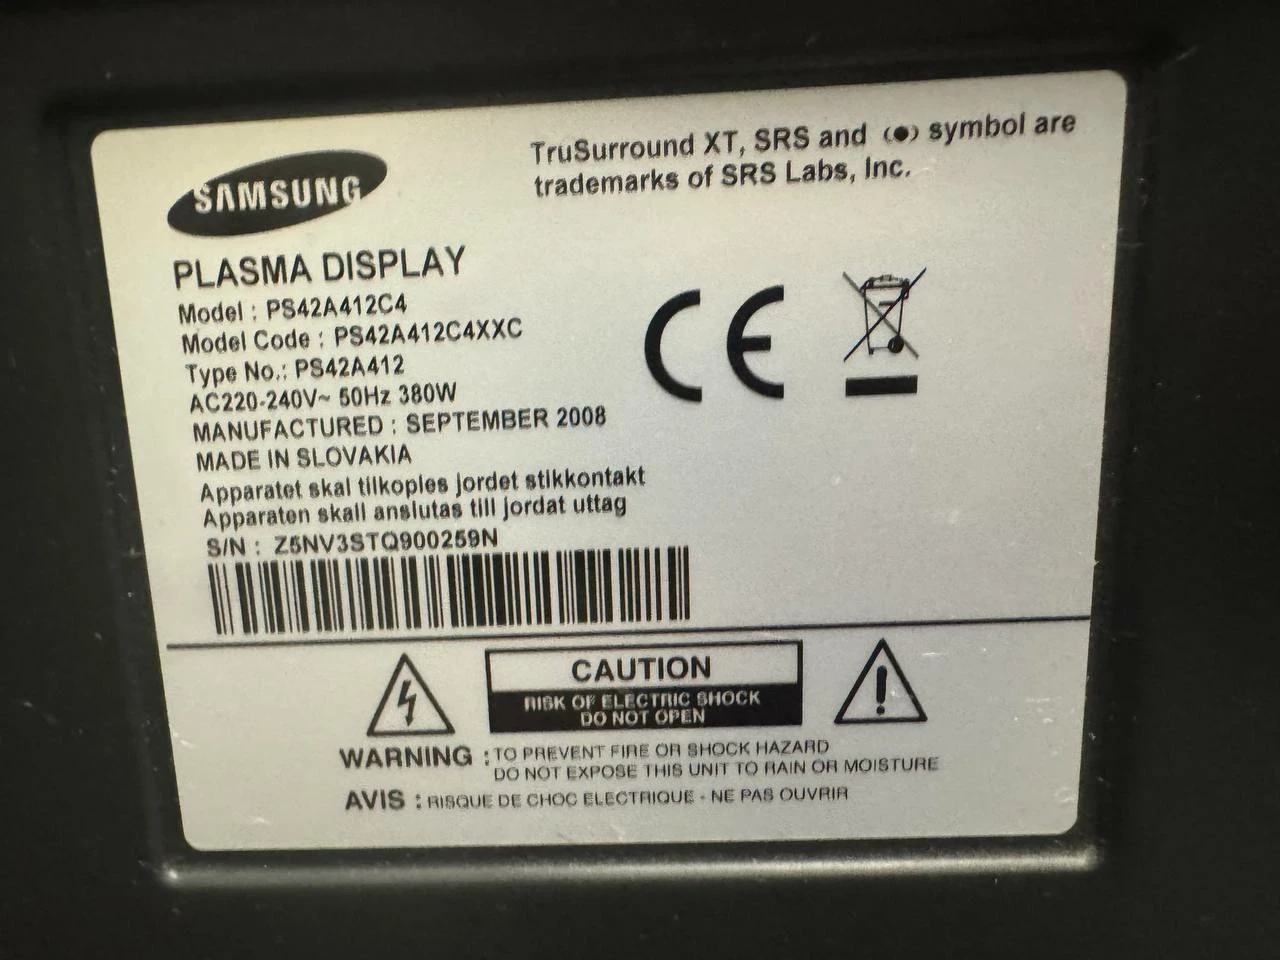 SAMSUNG
TruSurround XT, SRS and (●) symbol are
trademarks of SRS Labs, Inc.
PLASMA DISPLAY
Model : PS42A412C4
Model Code : PS42A412C4XXC
Type No.: PS42A412
AC220-240V~ 50Hz 380W
MANUFACTURED : SEPTEMBER 2008
MADE IN SLOVAKIA
Apparatet skal tilkoples jordet stikkontakt
Apparaten skall anslutas till jordat uttag
S/N : Z5NV3STQ900259N
CE
CAUTION
RISK OF ELECTRIC SHOCK
DO NOT OPEN
WARNING : TO PREVENT FIRE OR SHOCK HAZARD
DO NOT EXPOSE THIS UNIT TO RAIN OR MOISTURE
AVIS : RISQUE DE CHOC ELECTRIQUE - NE PAS OUVRIR